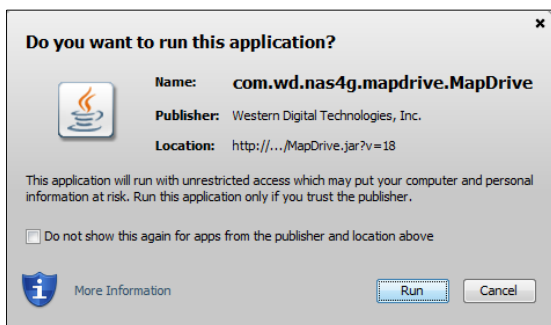 Do you want to run this application?
Name: com.wd.nas4g.mapdrive.MapDrive
Publisher: Western Digital Technologies, Inc.
Location: http://.../MapDrive.jar?v=18
This application will run with unrestricted access which may put your computer and personal
information at risk. Run this application only if you trust the publisher.
Do not show this again for apps from the publisher and location above
More Information
Run Cancel